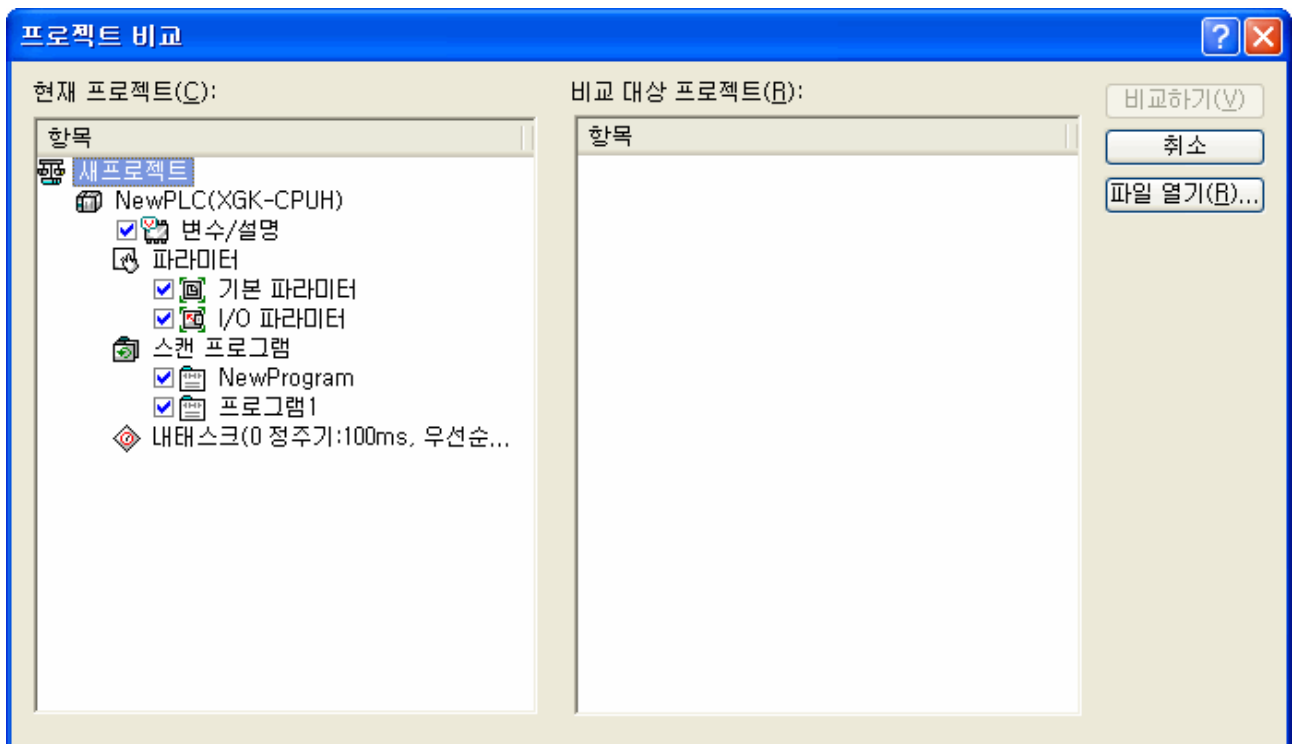 프로젝트 비교
현재 프로젝트(C):
항목
새프로젝트
NewPLC(XGK-CPUH)
변수/설명
파라미터
기본 파라미터
I/O 파라미터
스캔 프로그램
NewProgram
프로그램1
내태스크(0 정주기:100ms, 우선순...
비교 대상 프로젝트(R):
항목
비교하기(V)
취소
파일 열기(R)...